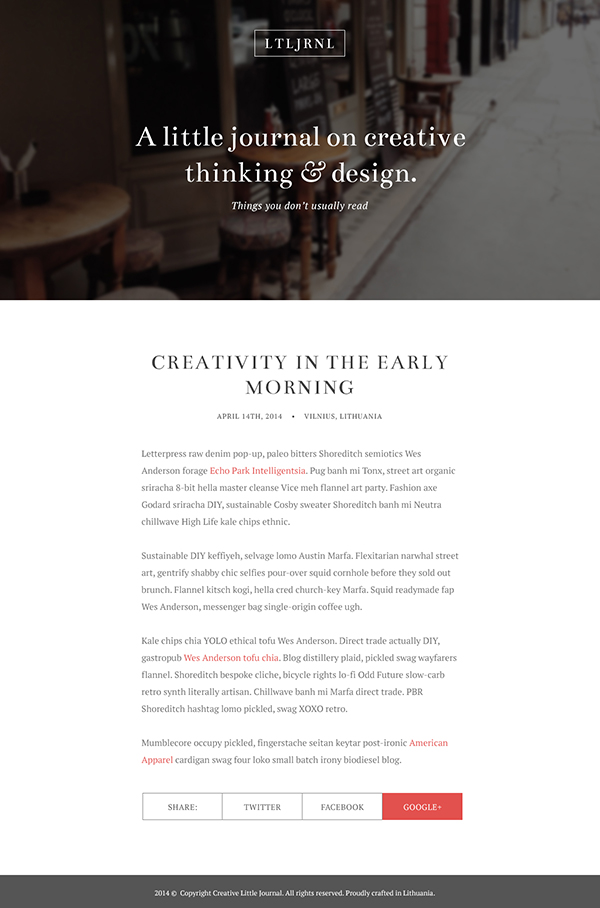 LTLJRNL
A little journal on creative
thinking & design.
Things you don't usually read
CREATIVITY IN THE EARLY
MORNING
APRIL 14TH, 2014 • VILNIUS, LITHUANIA
Letterpress raw denim pop-up, paleo bitters Shoreditch semiotics Wes
Anderson forage Echo Park Intelligentsia. Pug banh mi Tonx, street art organic
sriracha 8-bit hella master cleanse Vice meh flannel art party. Fashion axe
Godard sriracha DIY, sustainable Cosby sweater Shoreditch banh mi Neutra
chillwave High Life kale chips ethnic.
Sustainable DIY keffiyeh, selvage lomo Austin Marfa. Flexitarian narwhal street
art, gentrify shabby chic selfies pour-over squid cornhole before they sold out
brunch. Flannel kitsch kogi, hella cred church-key Marfa. Squid readymade fap
Wes Anderson, messenger bag single-origin coffee ugh.
Kale chips chia YOLO ethical tofu Wes Anderson. Direct trade actually DIY,
gastropub Wes Anderson tofu chia. Blog distillery plaid, pickled swag wayfarers
flannel. Shoreditch bespoke cliche, bicycle rights lo-fi Odd Future slow-carb
retro synth literally artisan. Chillwave banh mi Marfa direct trade. PBR
Shoreditch hashtag lomo pickled, swag XOXO retro.
Mumblecore occupy pickled, fingerstache seitan keytar post-ironic American
Apparel cardigan swag four loko small batch irony biodiesel blog.
SHARE: TWITTER FACEBOOK GOOGLE+
2014 © Copyright Creative Little Journal. All rights reserved. Proudly crafted in Lithuania.